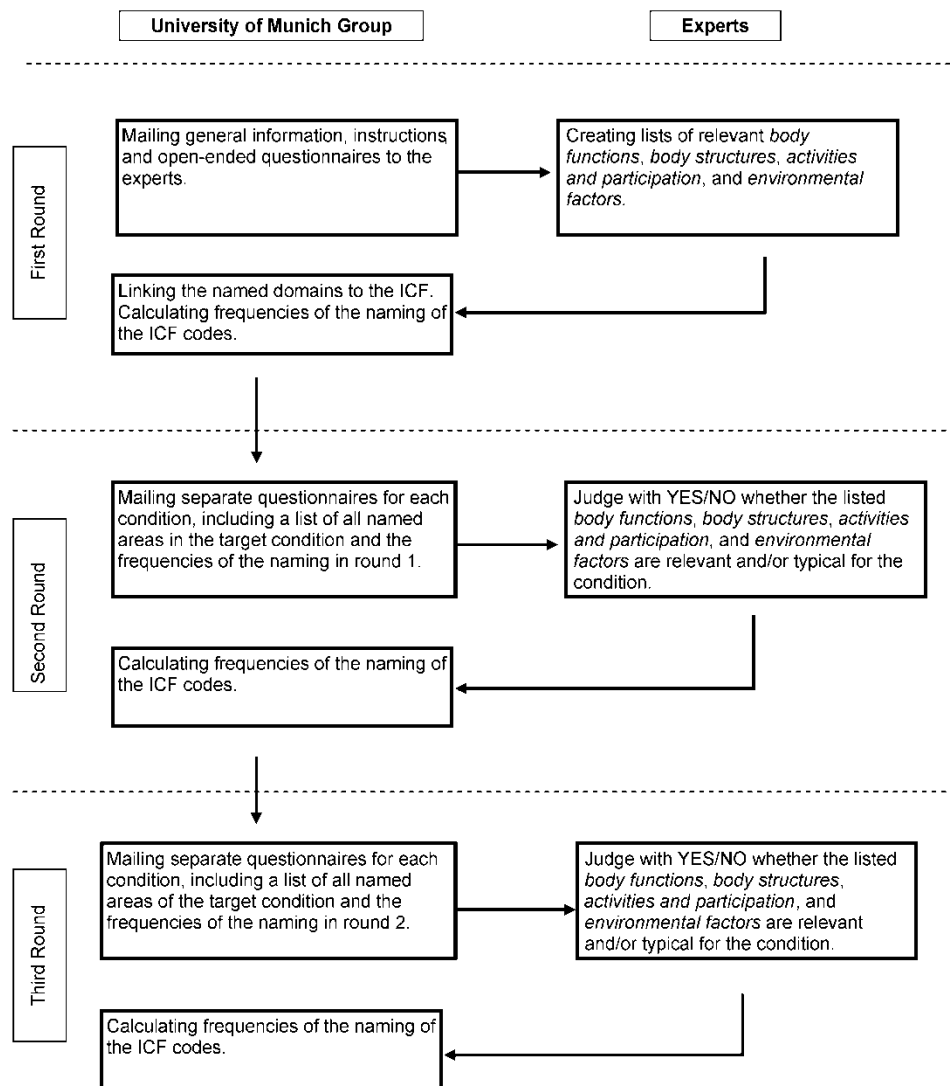 University of Munich Group
Experts
First Round
Mailing general information, instructions
and open-ended questionnaires to the
experts.
Creating lists of relevant body
functions, body structures, activities
and participation, and environmental
factors.
Linking the named domains to the ICF.
Calculating frequencies of the naming of
the ICF codes.
Second Round
Mailing separate questionnaires for each
condition, including a list of all named
areas in the target condition and the
frequencies of the naming in round 1.
Judge with YES/NO whether the listed
body functions, body structures, activities
and participation, and environmental
factors are relevant and/or typical for the
condition.
Calculating frequencies of the naming of
the ICF codes.
Third Round
Mailing separate questionnaires for each
condition, including a list of all named
areas of the target condition and the
frequencies of the naming in round 2.
Judge with YES/NO whether the listed
body functions, body structures,
activities and participation, and
environmental factors are relevant
and/or typical for the condition.
Calculating frequencies of the naming of
the ICF codes.